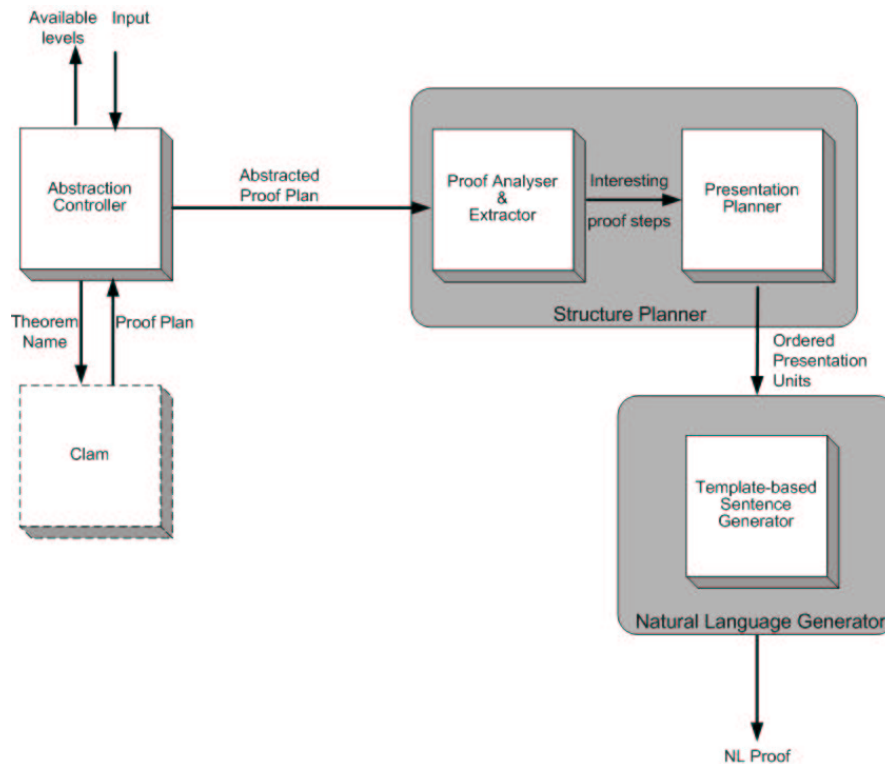 Available
levels
Input
Abstraction
Controller
Abstracted
Proof Plan
Proof Analyser
&
Extractor
Interesting
proof steps
Presentation
Planner
Structure Planner
Theorem
Name
Proof Plan
Ordered
Presentation
Units
Clam
Template-based
Sentence
Generator
Natural Language Generator
NL Proof